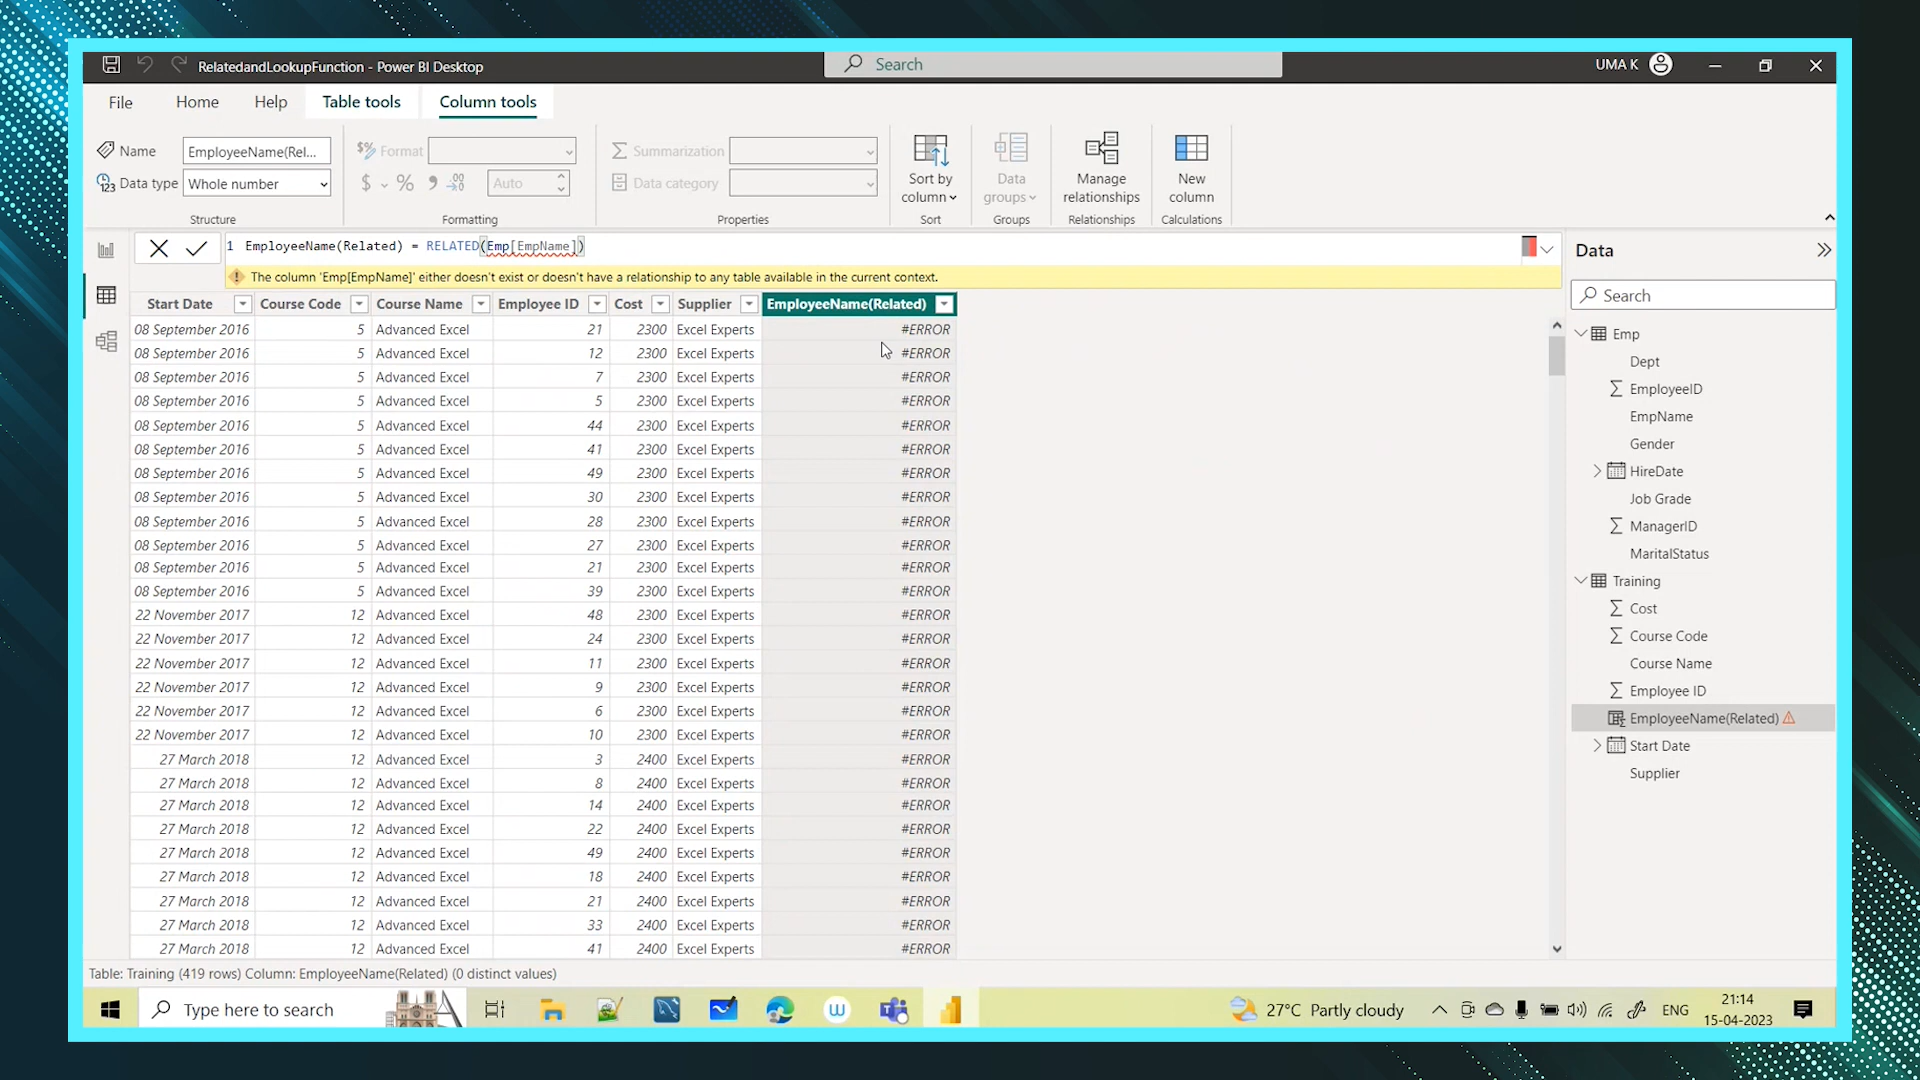 RelatedandLookupFunction - Power BI Desktop
Search
UMA K
File Home Help Table tools Column tools
Name EmployeeName(Rel...
Data type Whole number
Structure
Format
$ % 9 .00 Auto
Formatting
Summarization
Data category
Properties
Sort by
column
Sort
Data
groups
Groups
Manage
relationships
Relationships
New
column
Calculations
1 EmployeeName(Related) = RELATED(Emp[EmpName])
The column 'Emp[EmpName]' either doesn't exist or doesn't have a relationship to any table available in the current context.
Start Date Course Code Course Name Employee ID Cost Supplier EmployeeName(Related)
08 September 2016 5 Advanced Excel 21 2300 Excel Experts #ERROR
08 September 2016 5 Advanced Excel 12 2300 Excel Experts #ERROR
08 September 2016 5 Advanced Excel 7 2300 Excel Experts #ERROR
08 September 2016 5 Advanced Excel 5 2300 Excel Experts #ERROR
08 September 2016 5 Advanced Excel 44 2300 Excel Experts #ERROR
08 September 2016 5 Advanced Excel 41 2300 Excel Experts #ERROR
08 September 2016 5 Advanced Excel 49 2300 Excel Experts #ERROR
08 September 2016 5 Advanced Excel 30 2300 Excel Experts #ERROR
08 September 2016 5 Advanced Excel 28 2300 Excel Experts #ERROR
08 September 2016 5 Advanced Excel 27 2300 Excel Experts #ERROR
08 September 2016 5 Advanced Excel 21 2300 Excel Experts #ERROR
08 September 2016 5 Advanced Excel 39 2300 Excel Experts #ERROR
22 November 2017 12 Advanced Excel 48 2300 Excel Experts #ERROR
22 November 2017 12 Advanced Excel 24 2300 Excel Experts #ERROR
22 November 2017 12 Advanced Excel 11 2300 Excel Experts #ERROR
22 November 2017 12 Advanced Excel 9 2300 Excel Experts #ERROR
22 November 2017 12 Advanced Excel 6 2300 Excel Experts #ERROR
22 November 2017 12 Advanced Excel 10 2300 Excel Experts #ERROR
27 March 2018 12 Advanced Excel 3 2400 Excel Experts #ERROR
27 March 2018 12 Advanced Excel 8 2400 Excel Experts #ERROR
27 March 2018 12 Advanced Excel 14 2400 Excel Experts #ERROR
27 March 2018 12 Advanced Excel 22 2400 Excel Experts #ERROR
27 March 2018 12 Advanced Excel 49 2400 Excel Experts #ERROR
27 March 2018 12 Advanced Excel 18 2400 Excel Experts #ERROR
27 March 2018 12 Advanced Excel 21 2400 Excel Experts #ERROR
27 March 2018 12 Advanced Excel 33 2400 Excel Experts #ERROR
27 March 2018 12 Advanced Excel 41 2400 Excel Experts #ERROR
Data
Search
Emp
Dept
EmployeeID
EmpName
Gender
HireDate
Job Grade
ManagerID
MaritalStatus
Training
Cost
Course Code
Course Name
Employee ID
EmployeeName(Related)
Start Date
Supplier
Table: Training (419 rows) Column: EmployeeName(Related) (0 distinct values)
Type here to search
27°C Partly cloudy
ENG
21:14
15-04-2023